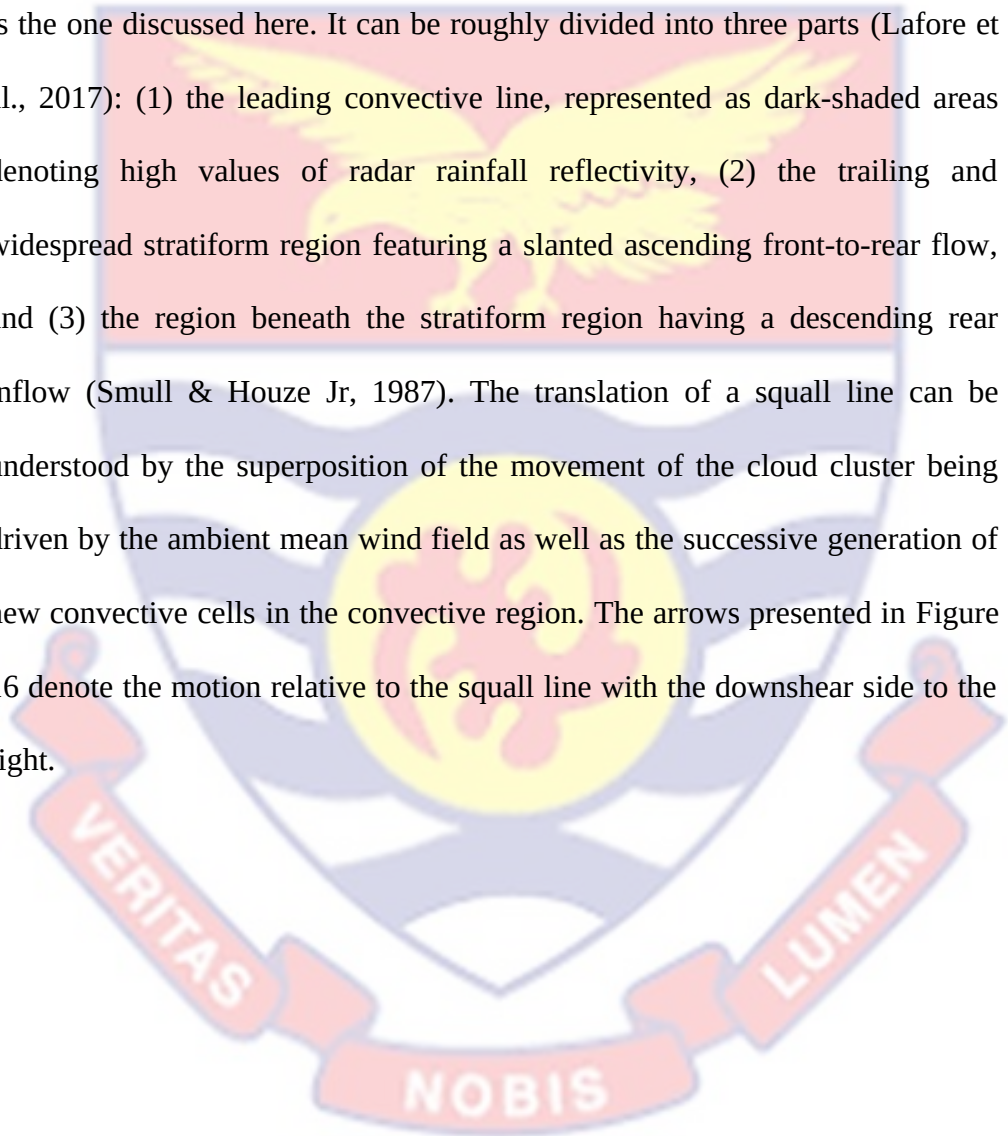 s the one discussed here. It can be roughly divided into three parts (Lafore et
l., 2017): (1) the leading convective line, represented as dark-shaded areas
denoting high values of radar rainfall reflectivity, (2) the trailing and
widespread stratiform region featuring a slanted ascending front-to-rear flow,
and (3) the region beneath the stratiform region having a descending rear
inflow (Smull & Houze Jr, 1987). The translation of a squall line can be
understood by the superposition of the movement of the cloud cluster being
driven by the ambient mean wind field as well as the successive generation of
new convective cells in the convective region. The arrows presented in Figure
16 denote the motion relative to the squall line with the downshear side to the
right.
VERITAS
NOBIS
LUMEN